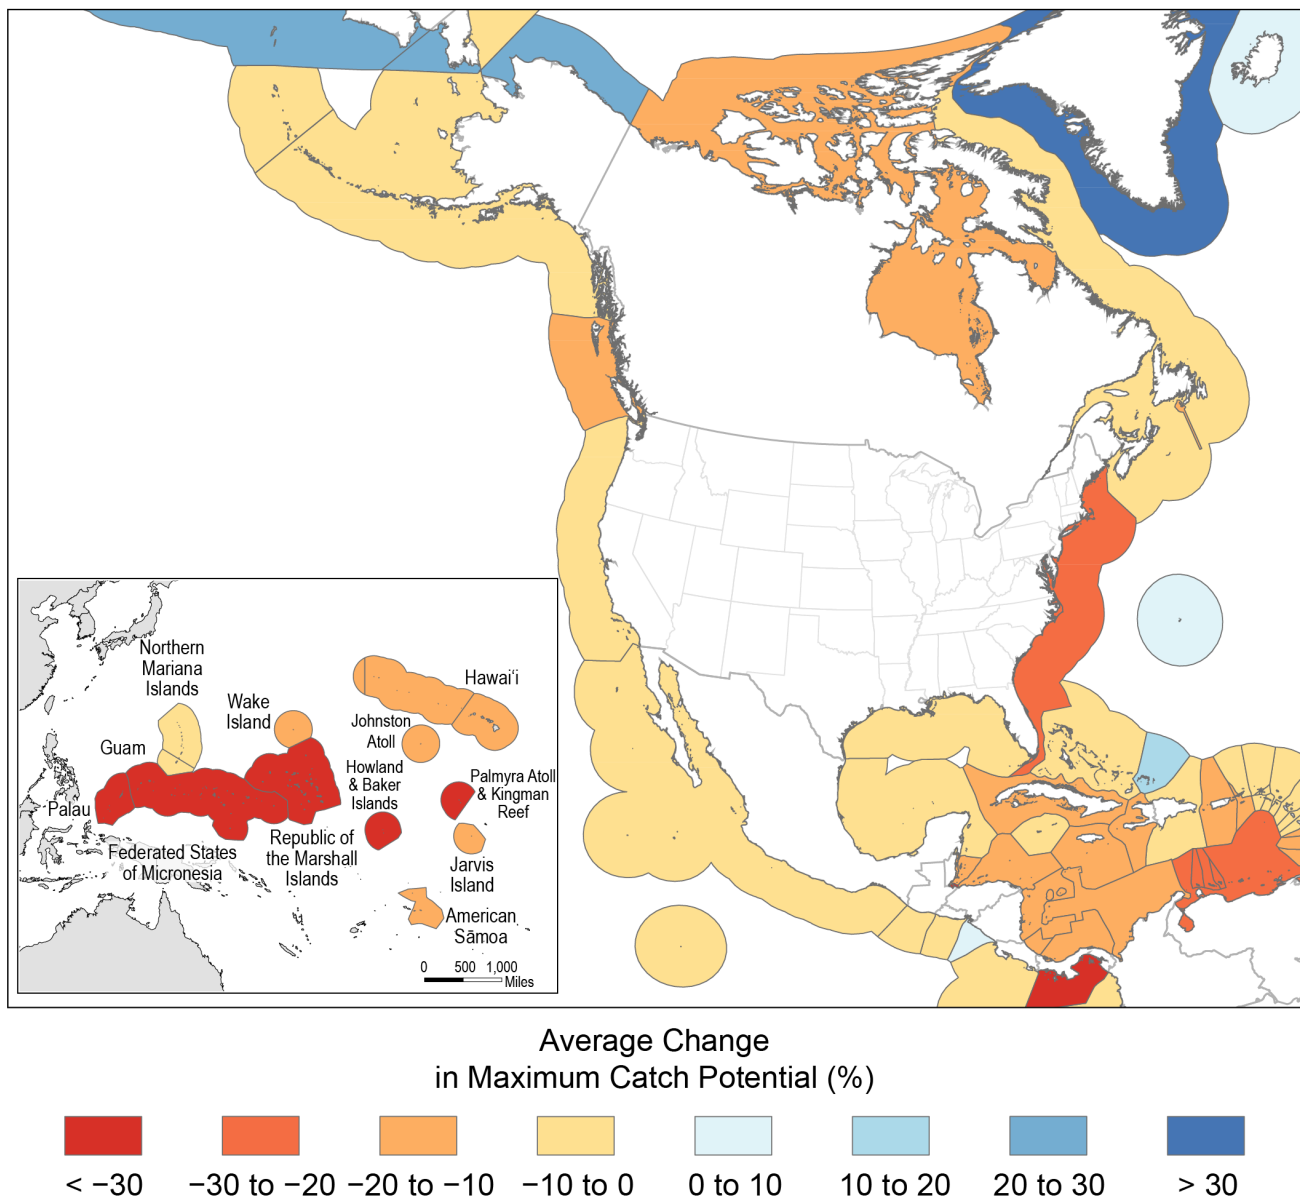 Northern
Mariana
Islands
Wake
Island
Hawai‘i
Johnston
Atoll
Guam
Howland
& Baker
Islands
Palmyra Atoll
& Kingman
Reef
Palau
Republic of
the Marshall
Islands
Federated States
of Micronesia
Jarvis
Island
American
Sāmoa
0 500 1,000
Miles
Average Change
in Maximum Catch Potential (%)
< −30 −30 to −20 −20 to −10 −10 to 0 0 to 10 10 to 20 20 to 30 > 30